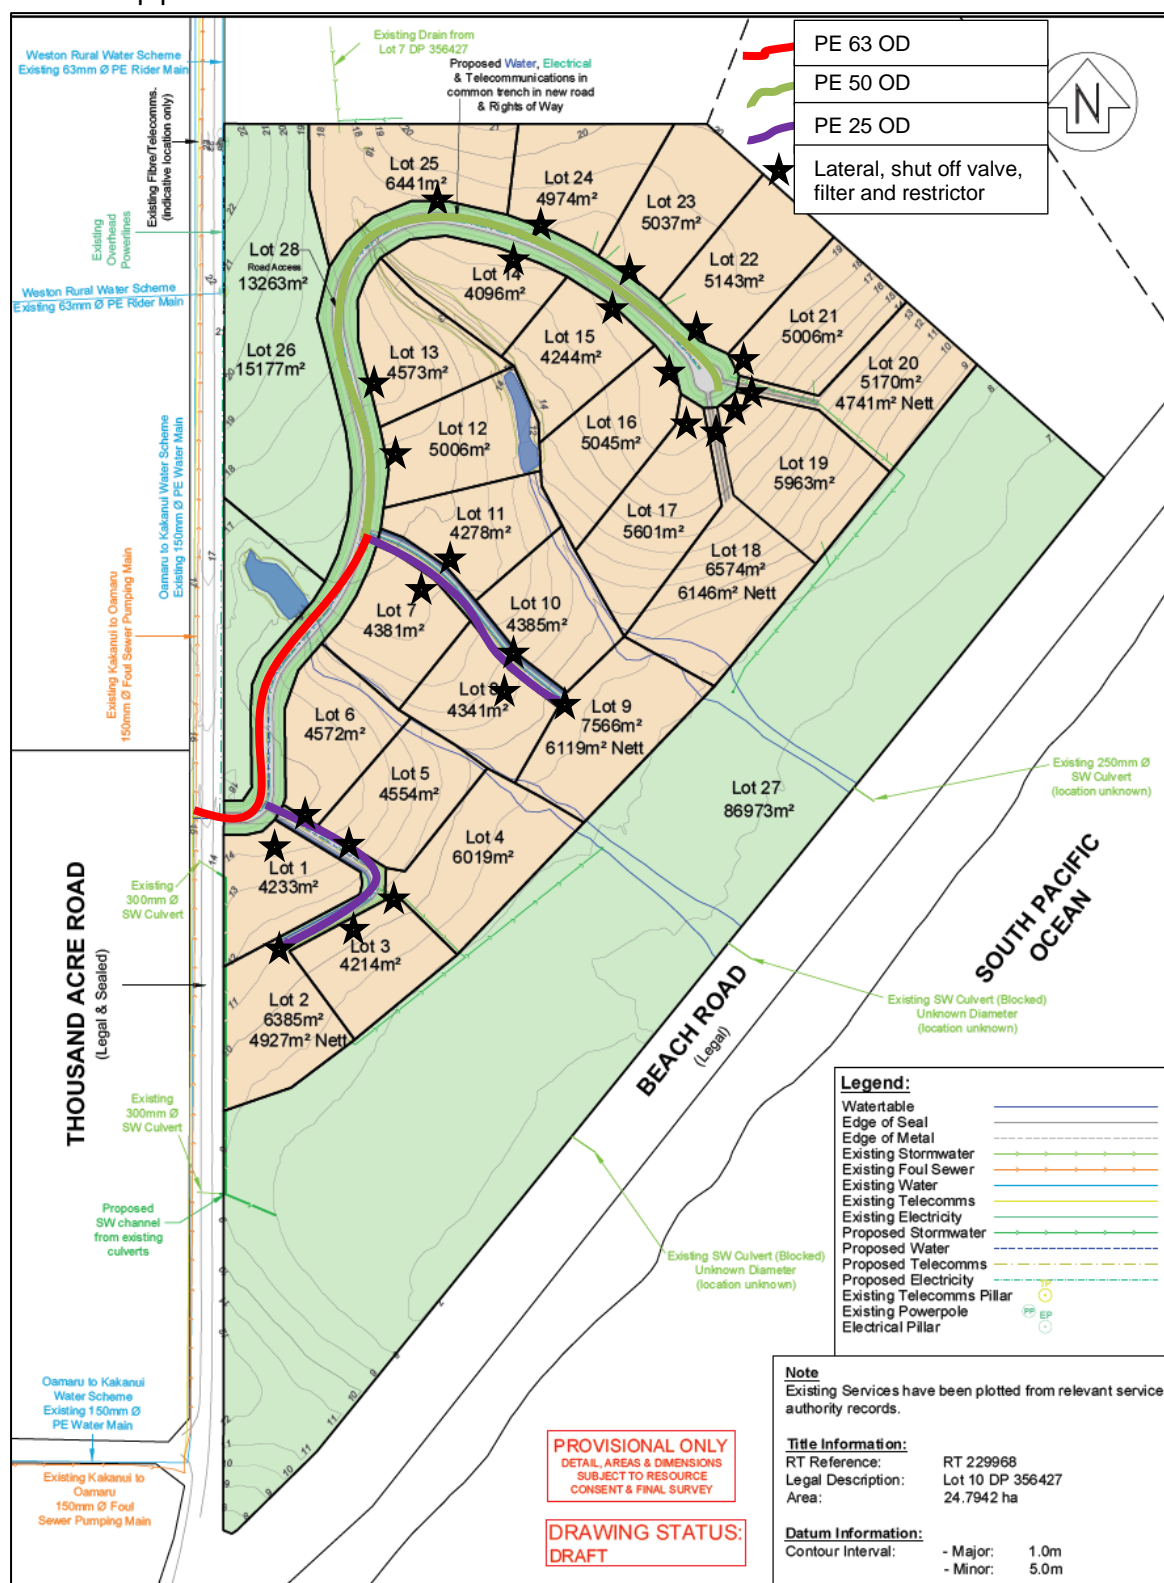 Existing Drain from
Lot 7 DP 356427
Weston Rural Water Scheme
Existing 63mm Ø PE Rider Main
Proposed Water, Electrical
& Telecommunications in
common trench in new road
& Rights of Way
PE 63 OD
PE 50 OD
PE 25 OD
Lateral, shut off valve,
filter and restrictor
N
Existing Fibre/Telecomms.
(indicative location only)
Existing
Overhead
Powerlines
Weston Rural Water Scheme
Existing 63mm Ø PE Rider Main
Lot 25
6441m²
Lot 24
4974m²
Lot 23
5037m²
Lot 22
5143m²
Lot 21
5006m²
Lot 20
5170m²
4741m² Nett
Lot 28
Road Access
13263m²
Lot 26
15177m²
Lot 14
4096m²
Lot 15
4244m²
Lot 13
4573m²
Lot 12
5006m²
Lot 16
5045m²
Lot 19
5963m²
Lot 17
5601m²
Lot 18
6574m²
6146m² Nett
Lot 11
4278m²
Lot 10
4385m²
Lot 7
4381m²
Lot 8
4341m²
Lot 9
7566m²
6119m² Nett
Lot 6
4572m²
Lot 5
4554m²
Lot 4
6019m²
Lot 1
4233m²
Lot 3
4214m²
Lot 2
6385m²
4927m² Nett
Lot 27
86973m²
Oamaru to Kakanui Water Scheme
Existing 150mm Ø PE Water Main
Existing Kakanui to Oamaru
150mm Ø Foul Sewer Pumping Main
Existing 250mm Ø
SW Culvert
(location unknown)
Existing
300mm Ø
SW Culvert
THOUSAND ACRE ROAD
(Legal & Sealed)
Existing
300mm Ø
SW Culvert
Proposed
SW channel
from existing
culverts
SOUTH PACIFIC
OCEAN
BEACH ROAD
(Legal)
Existing SW Culvert (Blocked)
Unknown Diameter
(location unknown)
Existing SW Culvert (Blocked)
Unknown Diameter
(location unknown)
Oamaru to Kakanui
Water Scheme
Existing 150mm Ø
PE Water Main
Existing Kakanui to
Oamaru
150mm Ø Foul
Sewer Pumping Main
Legend:
Watertable
Edge of Seal
Edge of Metal
Existing Stormwater
Existing Foul Sewer
Existing Water
Existing Telecomms
Existing Electricity
Proposed Stormwater
Proposed Water
Proposed Telecomms
Proposed Electricity
Existing Telecomms Pillar TP
Existing Powerpole PP
Electrical Pillar EP
PROVISIONAL ONLY
DETAIL, AREAS & DIMENSIONS
SUBJECT TO RESOURCE
CONSENT & FINAL SURVEY
DRAWING STATUS:
DRAFT
Note
Existing Services have been plotted from relevant service
authority records.
Title Information:
RT Reference: RT 229968
Legal Description: Lot 10 DP 356427
Area: 24.7942 ha
Datum Information:
Contour Interval: - Major: 1.0m
- Minor: 5.0m